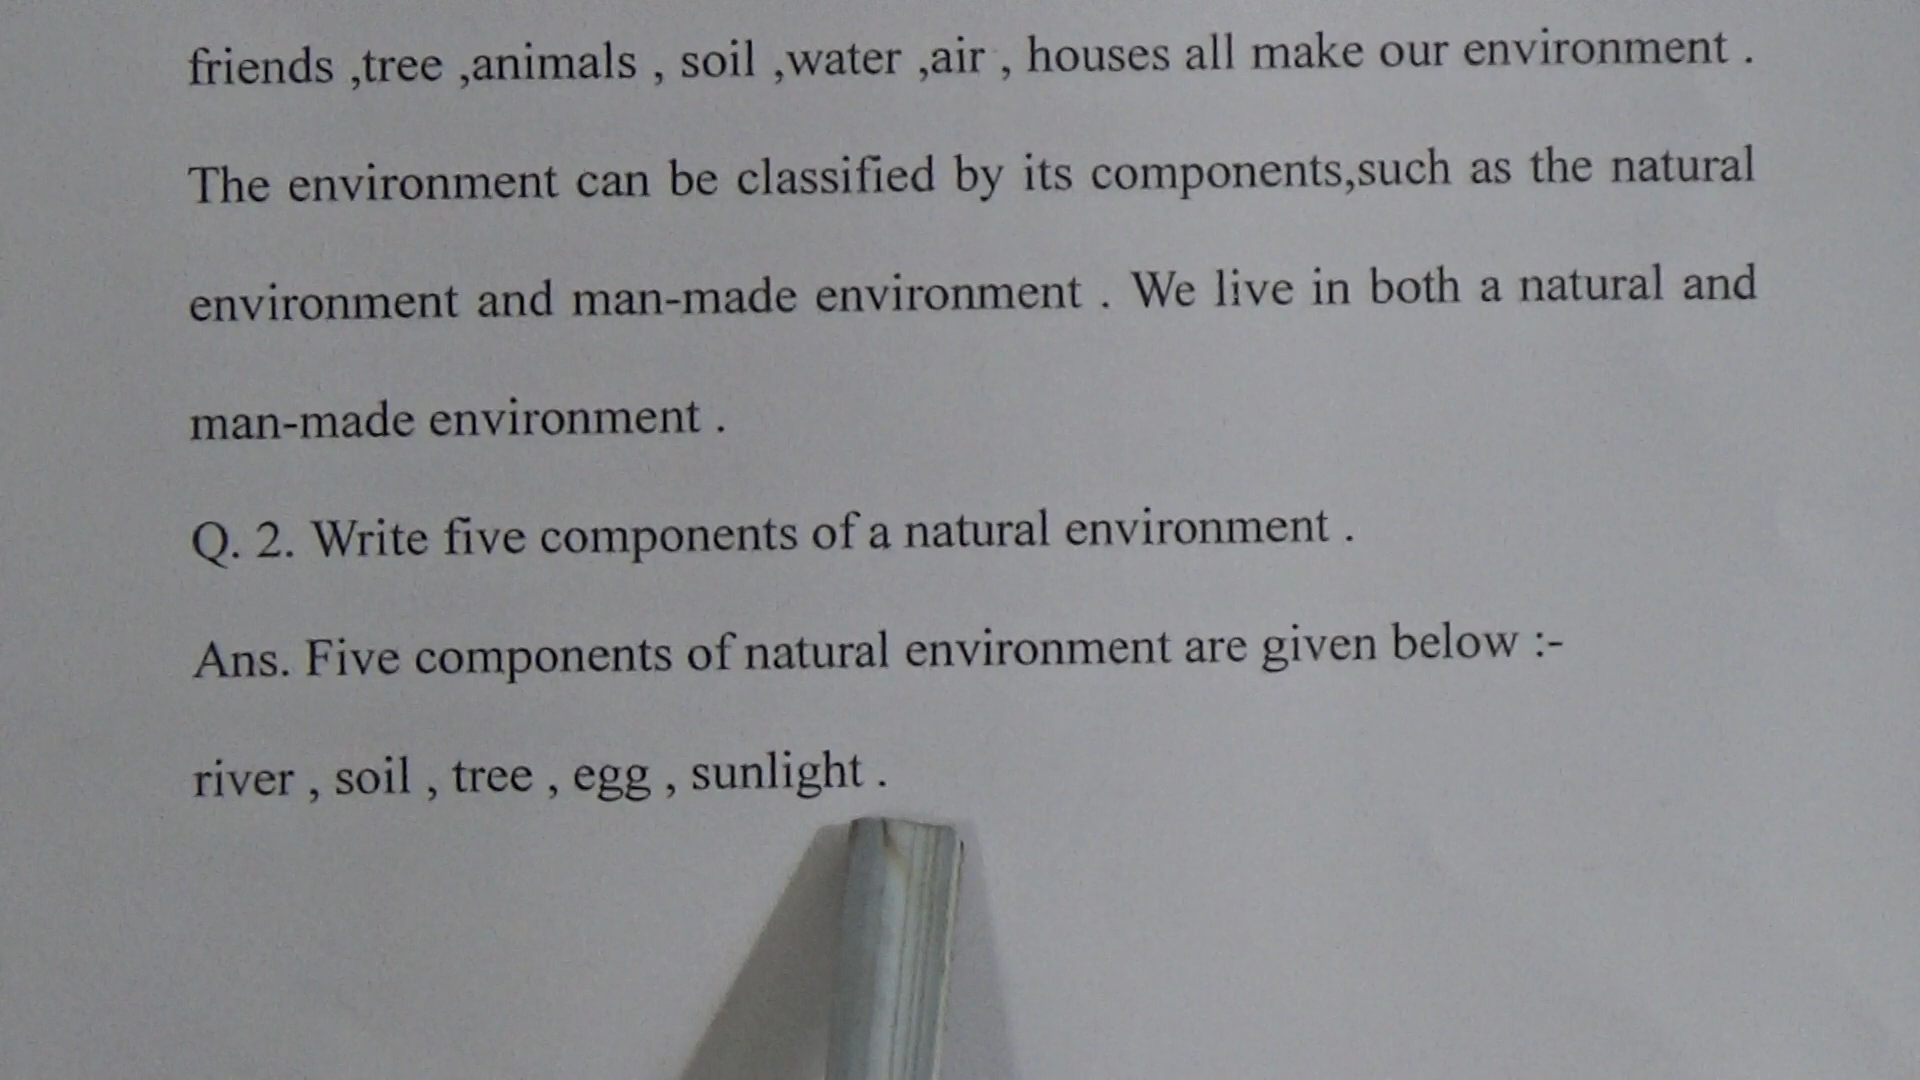 friends ,tree ,animals , soil ,water ,air , houses all make our environment .
The environment can be classified by its components,such as the natural
environment and man-made environment . We live in both a natural and
man-made environment .
Q. 2. Write five components of a natural environment .
Ans. Five components of natural environment are given below :-
river , soil , tree , egg , sunlight .